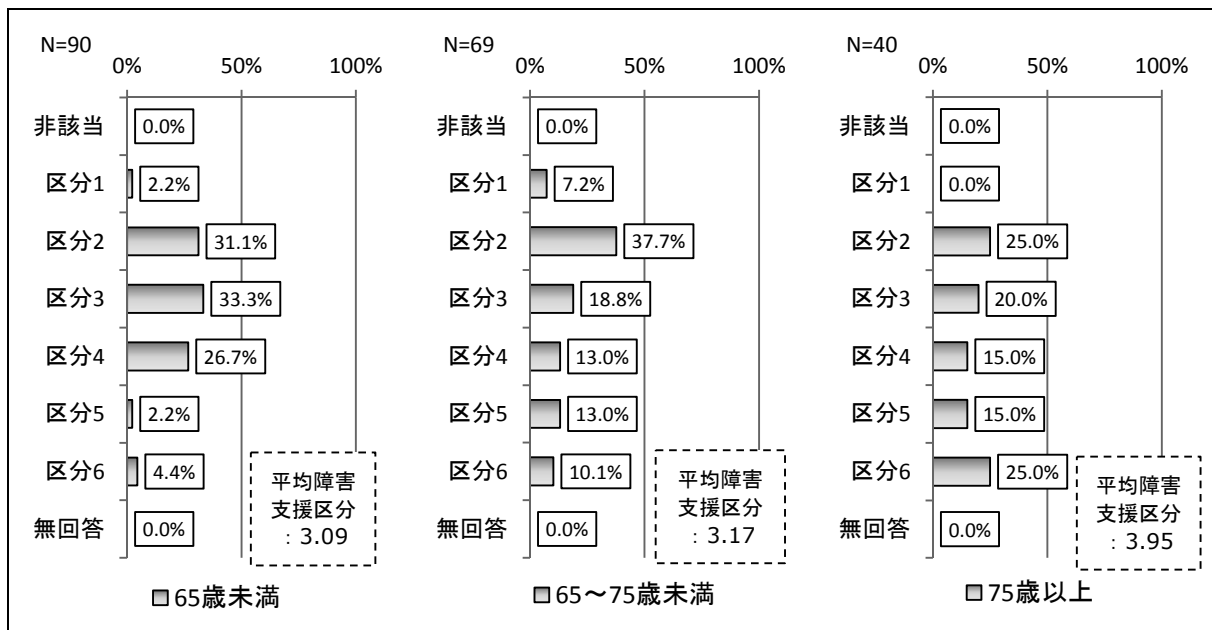 N=90
0% 50% 100%
非該当 0.0%
区分1 2.2%
区分2 31.1%
区分3 33.3%
区分4 26.7%
区分5 2.2%
区分6 4.4%
無回答 0.0%
平均障害
支援区分
：3.09
65歳未満
N=69
0% 50% 100%
非該当 0.0%
区分1 7.2%
区分2 37.7%
区分3 18.8%
区分4 13.0%
区分5 13.0%
区分6 10.1%
無回答 0.0%
平均障害
支援区分
：3.17
65～75歳未満
N=40
0% 50% 100%
非該当 0.0%
区分1 0.0%
区分2 25.0%
区分3 20.0%
区分4 15.0%
区分5 15.0%
区分6 25.0%
無回答 0.0%
平均障害
支援区分
：3.95
75歳以上